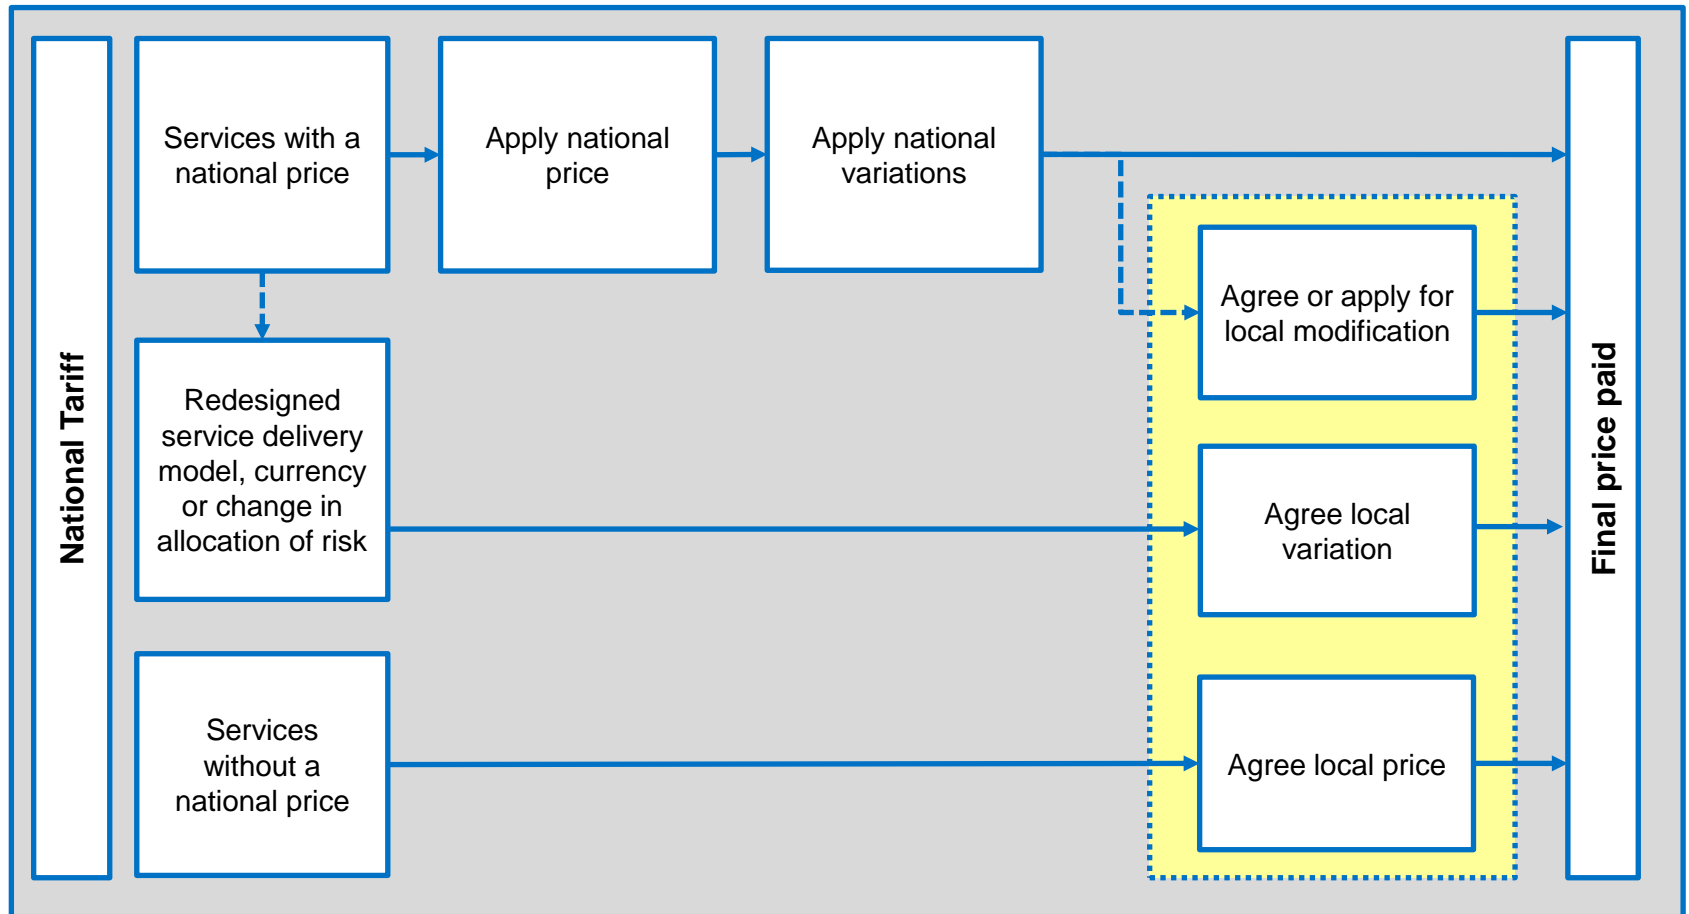 National Tariff
Services with a
national price
Apply national
price
Apply national
variations
Agree or apply for
local modification
Redesigned
service delivery
model, currency
or change in
allocation of risk
Agree local
variation
Services
without a
national price
Agree local price
Final price paid